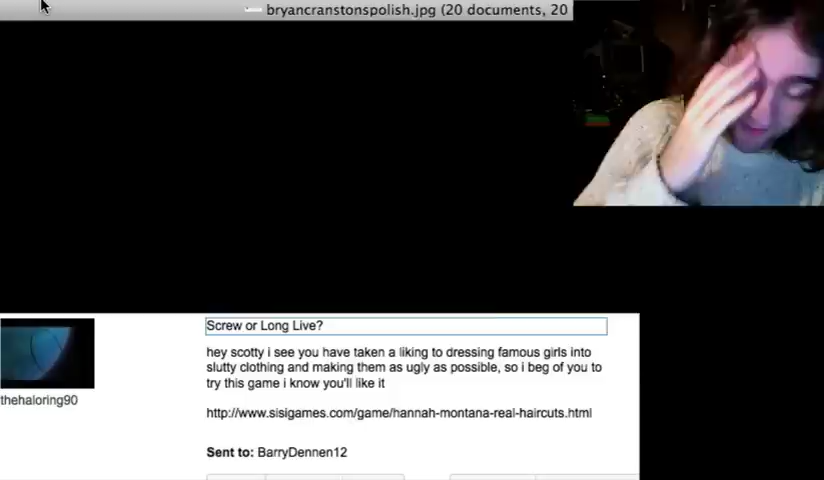 bryancranstonspolish.jpg (20 documents, 20
Screw or Long Live?
hey scotty i see you have taken a liking to dressing famous girls into
slutty clothing and making them as ugly as possible, so i beg of you to
try this game i know you'll like it
thehaloring90
http://www.sisigames.com/game/hannah-montana-real-haircuts.html
Sent to: BarryDennen12